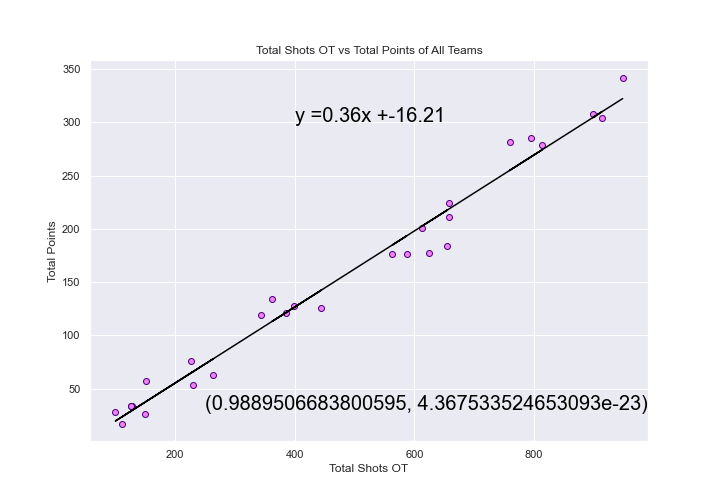 Total Shots OT vs Total Points of All Teams
350
y =0.36x +-16.21
300
250
200
Total Points
150
100
50
(0.9889506683800595, 4.367533524653093e-23)
200 400 600 800
Total Shots OT